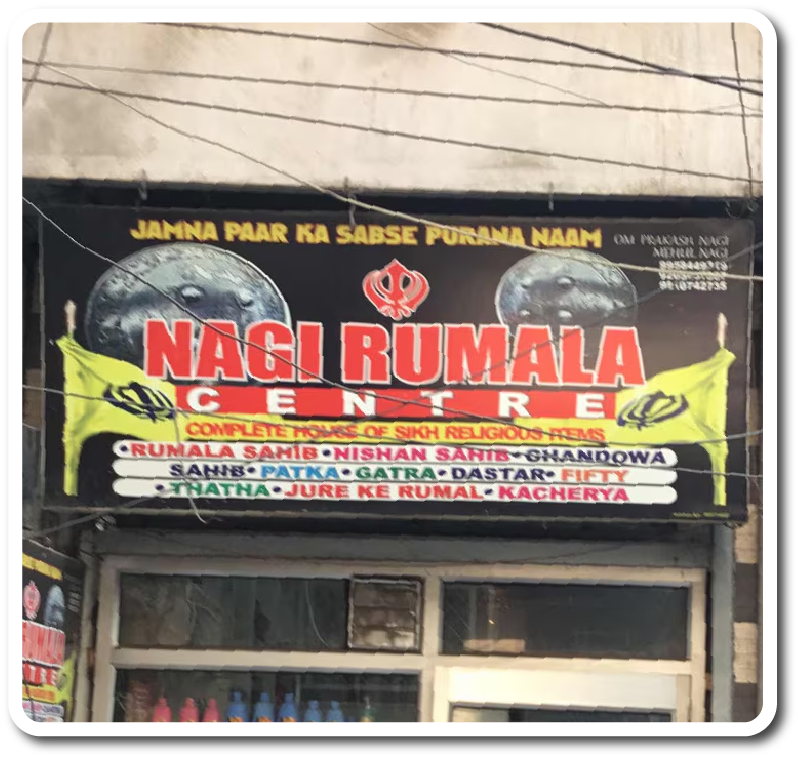 JAMNA PAAR KA SABSE PURANA NAAM
OM PRAKASH NAGI
MEHUL NAGI
NAGI RUMALA
CENTRE
COMPLETE HOUSE OF SIKH RELIGIOUS ITEMS
•RUMALA SAHIB•NISHAN SAHIB•CHANDOWA
SAHIB•PATKA•GATRA•DASTAR•FIFTY
•THATHA•JURE KE RUMAL•KACHERYA